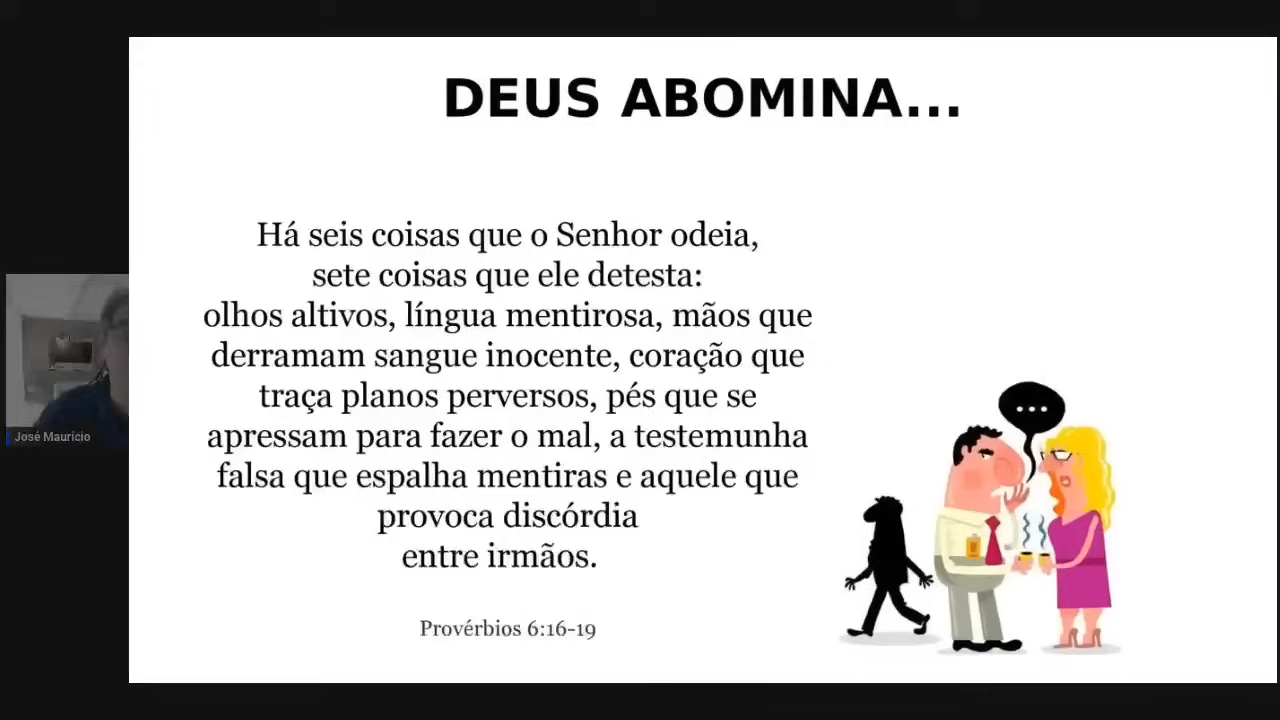 DEUS ABOMINA...
Há seis coisas que o Senhor odeia,
sete coisas que ele detesta:
olhos altivos, língua mentirosa, mãos que
derramam sangue inocente, coração que
traça planos perversos, pés que se
apressam para fazer o mal, a testemunha
falsa que espalha mentiras e aquele que
provoca discórdia
entre irmãos.
Provérbios 6:16-19
José Maurício